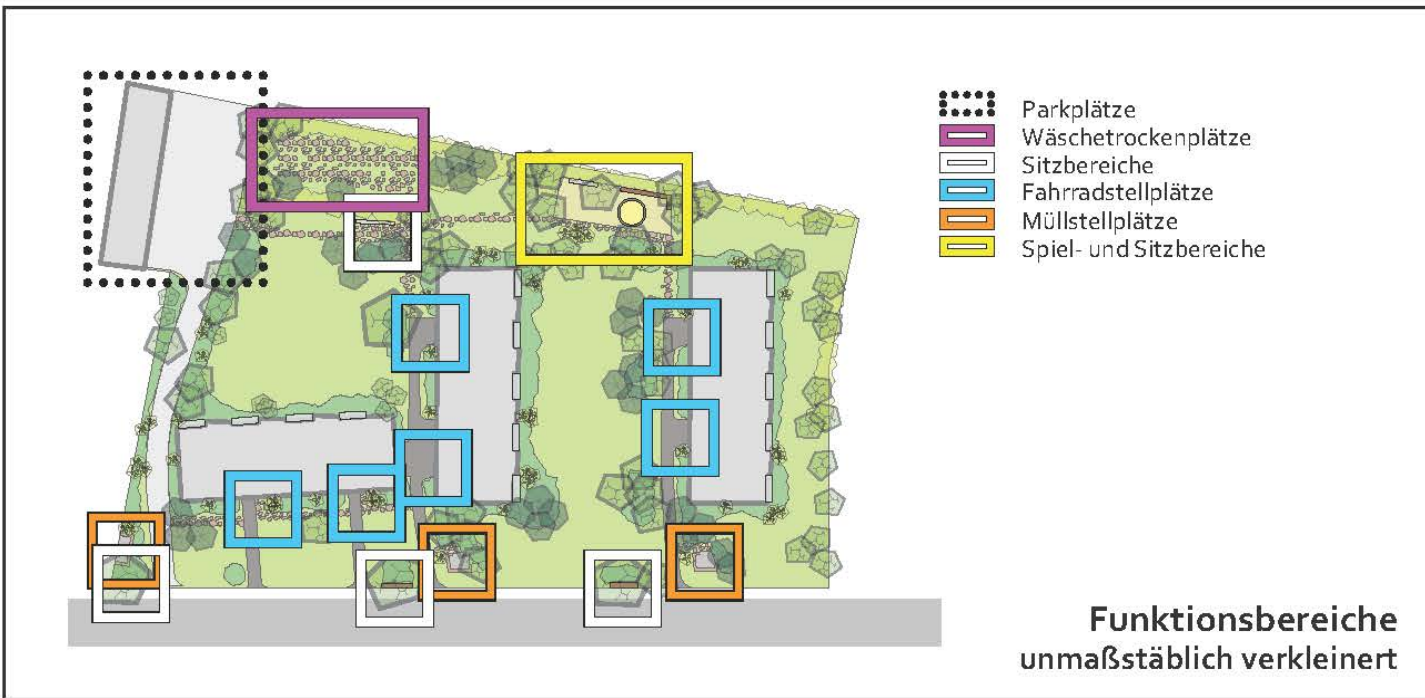 Parkplätze
Wäschetrockenplätze
Sitzbereiche
Fahrradstellplätze
Müllstellplätze
Spiel- und Sitzbereiche
Funktionsbereiche
unmaßstäblich verkleinert